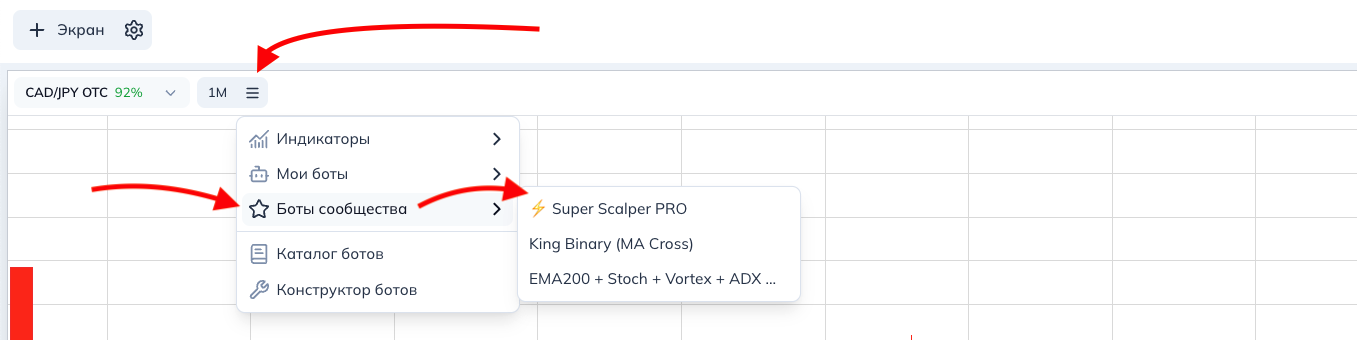 Экран
CAD/JPY OTC 92%
1M
Индикаторы
Мои боты
Боты сообщества
⚡ Super Scalper PRO
King Binary (MA Cross)
Каталог ботов
EMA200 + Stoch + Vortex + ADX ...
Конструктор ботов